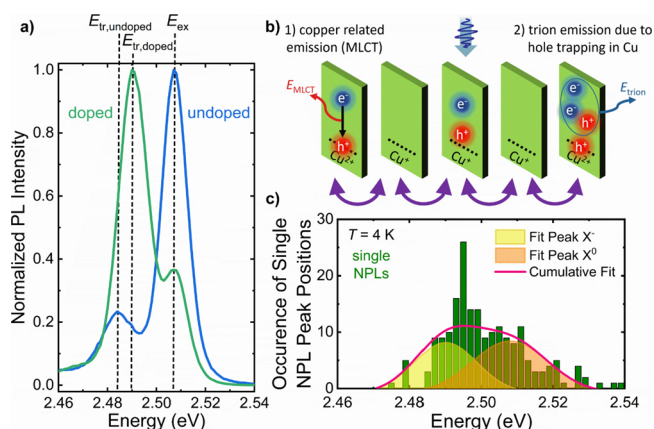 a)
E_tr,undoped
E_tr,doped
E_ex
doped
undoped
Normalized PL Intensity
1.0
0.8
0.6
0.4
0.2
0.0
2.46
2.48
2.50
2.52
2.54
Energy (eV)
b)
1) copper related
emission (MLCT)
2) trion emission due to
hole trapping in Cu
E_MLCT
e⁻
h⁺
Cu²⁺
Cu⁺
e⁻
h⁺
Cu⁺
Cu⁺
e⁻
e⁻
h⁺
Cu²⁺
E_trion
c)
T = 4 K
single
NPLs
Fit Peak X⁻
Fit Peak X⁰
Cumulative Fit
Occurence of Single
NPL Peak Positions
30
20
10
0
2.46
2.48
2.50
2.52
2.54
Energy (eV)